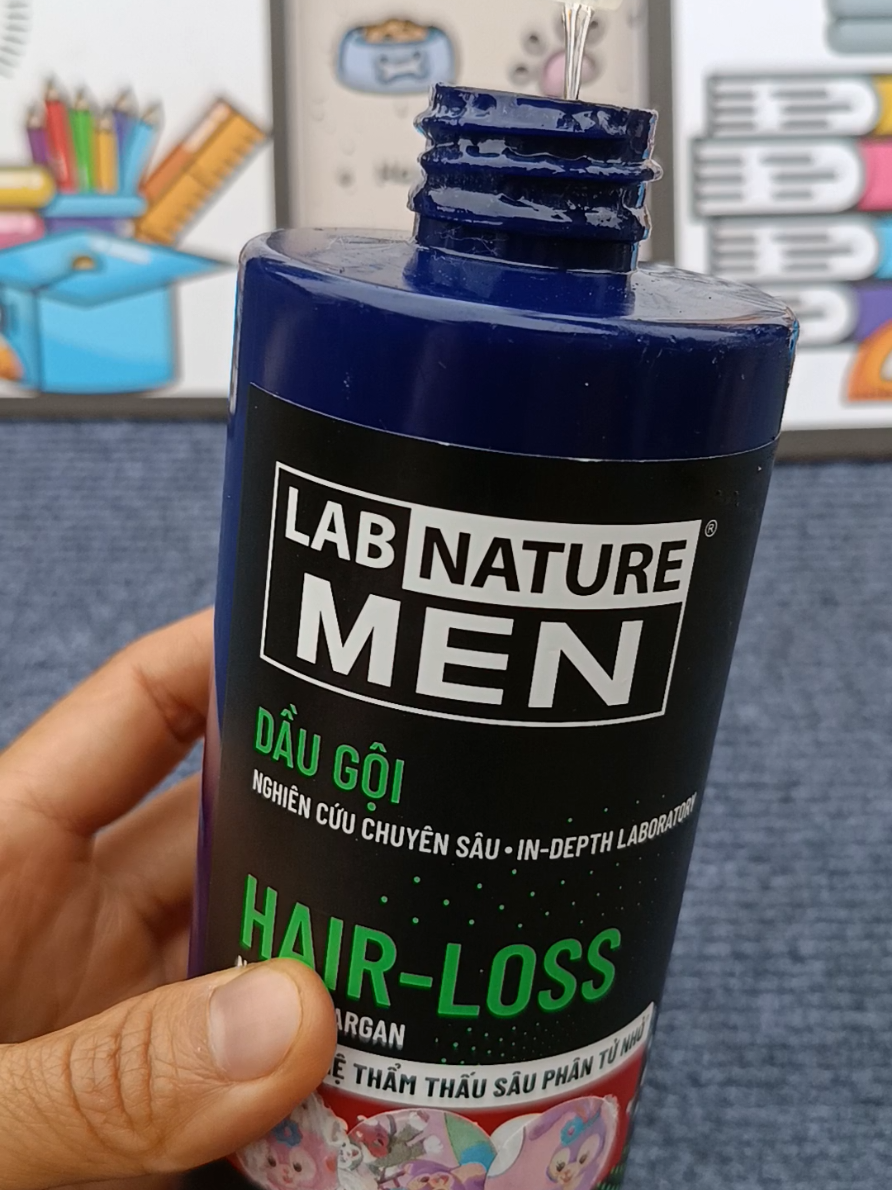 LAB NATURE ®
MEN
DẦU GỘI
NGHIÊN CỨU CHUYÊN SÂU • IN-DEPTH LABORATORY
HAIR-LOSS
ARGAN
THẨM THẤU SÂU PHÂN TỬ NHỎ